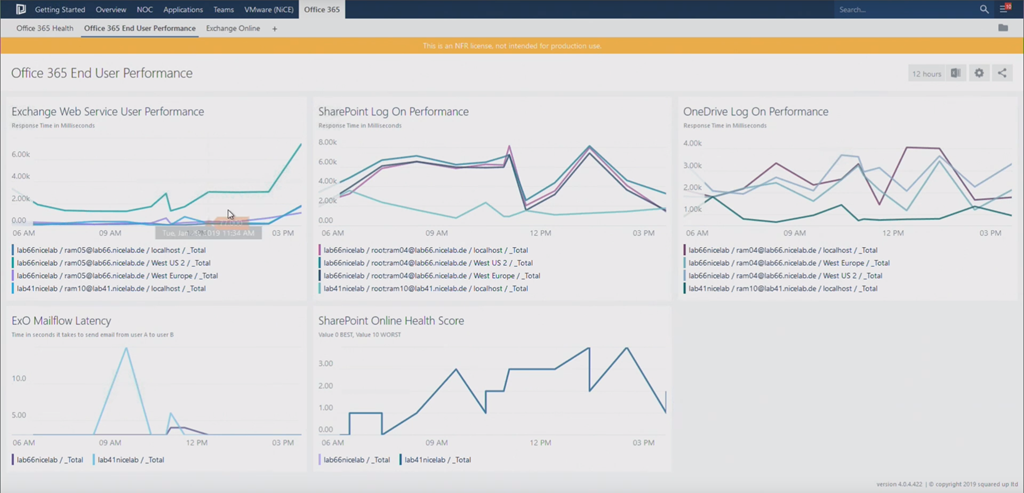 Getting Started Overview NOC Applications Teams VMware (NiCE) Office 365 Search...
Office 365 Health Office 365 End User Performance Exchange Online +
This is an NFR license, not intended for production use.
Office 365 End User Performance 12 hours
Exchange Web Service User Performance
Response Time in Milliseconds
6.00k
4.00k
2.00k
0.00
06 AM 09 AM 03 PM
lab66nicelab / ram05@lab66.nicelab.de / localhost / _Total
lab66nicelab / ram05@lab66.nicelab.de / West US 2 / _Total
lab66nicelab / ram05@lab66.nicelab.de / West Europe / _Total
lab41nicelab / ram10@lab41.nicelab.de / localhost / _Total
SharePoint Log On Performance
Response Time in Milliseconds
8.00k
6.00k
4.00k
2.00k
0.00
06 AM 09 AM 12 PM 03 PM
lab66nicelab / root:ram04@lab66.nicelab.de / localhost / _Total
lab66nicelab / root:ram04@lab66.nicelab.de / West US 2 / _Total
lab66nicelab / root:ram04@lab66.nicelab.de / West Europe / _Total
lab41nicelab / root:ram10@lab41.nicelab.de / localhost / _Total
OneDrive Log On Performance
Response Time in Milliseconds
4.00k
3.00k
2.00k
1.00k
06 AM 09 AM 12 PM 03 PM
lab66nicelab / ram04@lab66.nicelab.de / localhost / _Total
lab66nicelab / ram04@lab66.nicelab.de / West Europe / _Total
lab66nicelab / ram04@lab66.nicelab.de / West US 2 / _Total
lab41nicelab / ram10@lab41.nicelab.de / localhost / _Total
ExO Mailflow Latency
Time in seconds it takes to send email from user A to user B
10.0
5.00
06 AM 09 AM 12 PM 03 PM
lab66nicelab / _Total lab41nicelab / _Total
SharePoint Online Health Score
Value 0 BEST, Value 10 WORST
3.00
2.00
1.00
0.00
06 AM 09 AM 12 PM 03 PM
lab66nicelab / _Total lab41nicelab / _Total
version 4.0.4.422 | © copyright 2019 squared up ltd